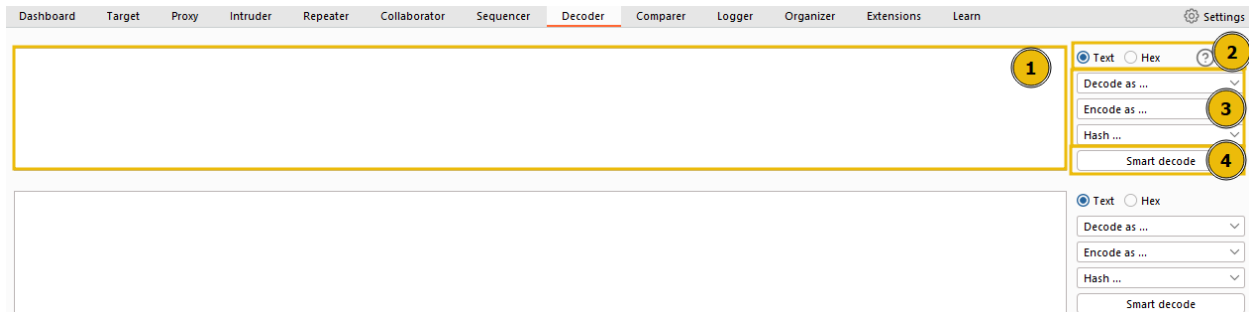 Dashboard Target Proxy Intruder Repeater Collaborator Sequencer Decoder Comparer Logger Organizer Extensions Learn Settings
1
Text Hex ? 2
Decode as ...
Encode as ... 3
Hash ...
Smart decode 4
Text Hex
Decode as ...
Encode as ...
Hash ...
Smart decode